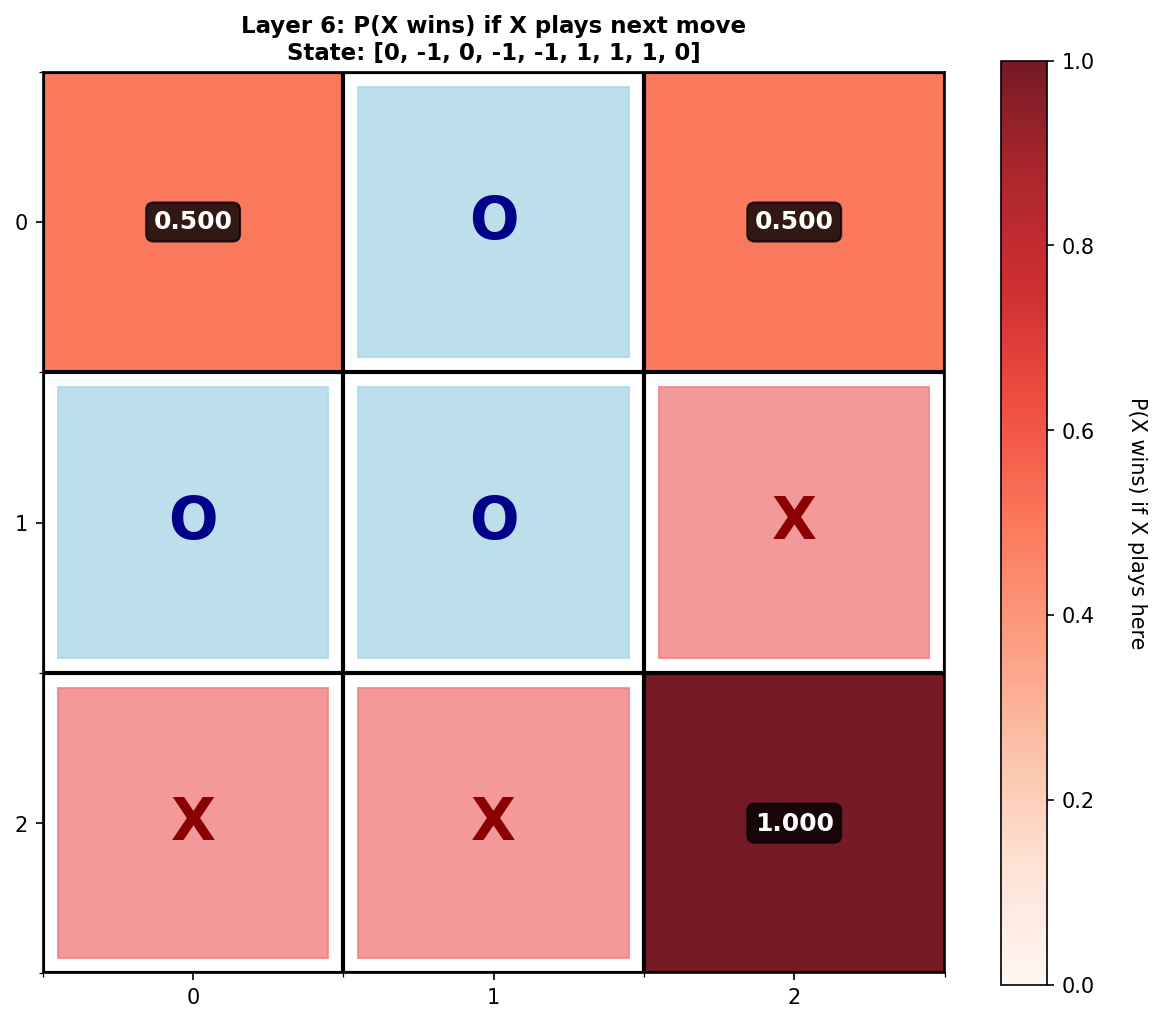 Layer 6: P(X wins) if X plays next move
State: [0, -1, 0, -1, -1, 1, 1, 1, 0]
0.500
O
0.500
O
O
X
X
X
1.000
0
1
2
0
1
2
1.0
0.8
0.6
0.4
0.2
0.0
P(X wins) if X plays here